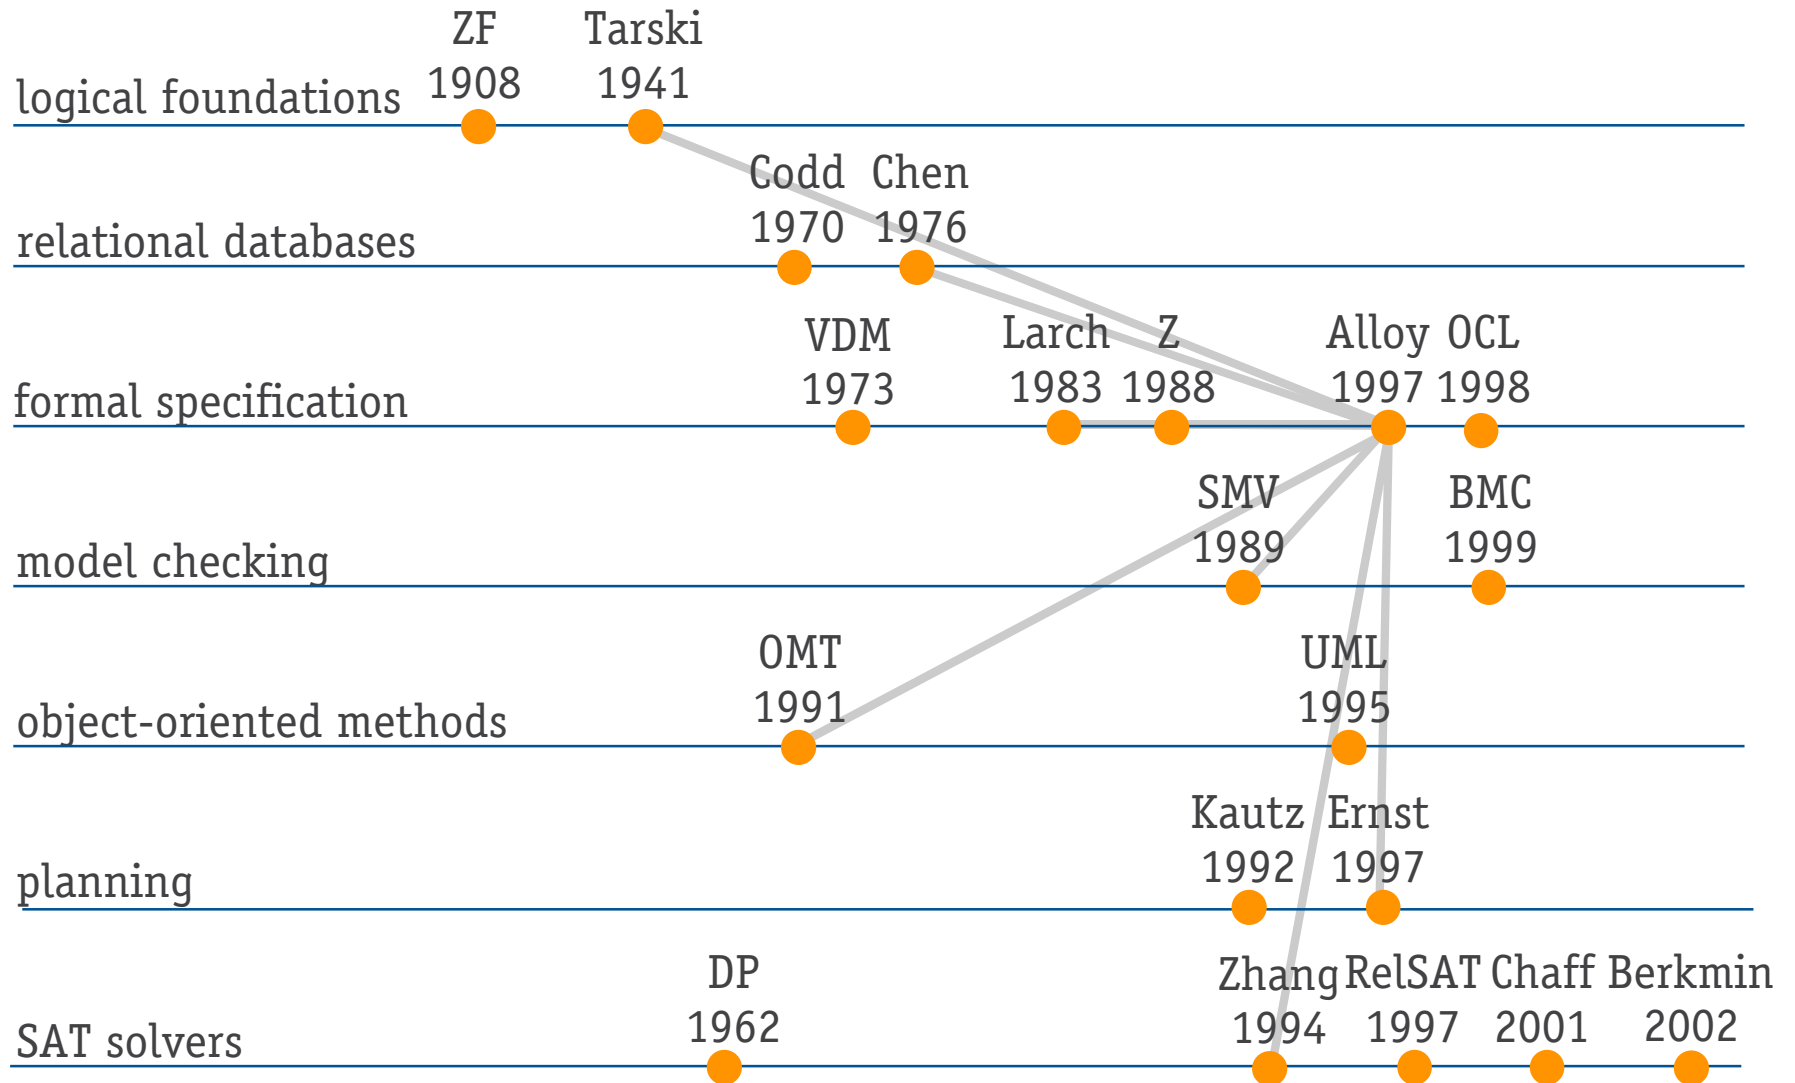 ZF Tarski
1908 1941
logical foundations
Codd Chen
1970 1976
relational databases
VDM Larch Z Alloy OCL
1973 1983 1988 1997 1998
formal specification
SMV BMC
1989 1999
model checking
OMT UML
1991 1995
object-oriented methods
Kautz Ernst
1992 1997
planning
DP Zhang RelSAT Chaff Berkmin
1962 1994 1997 2001 2002
SAT solvers